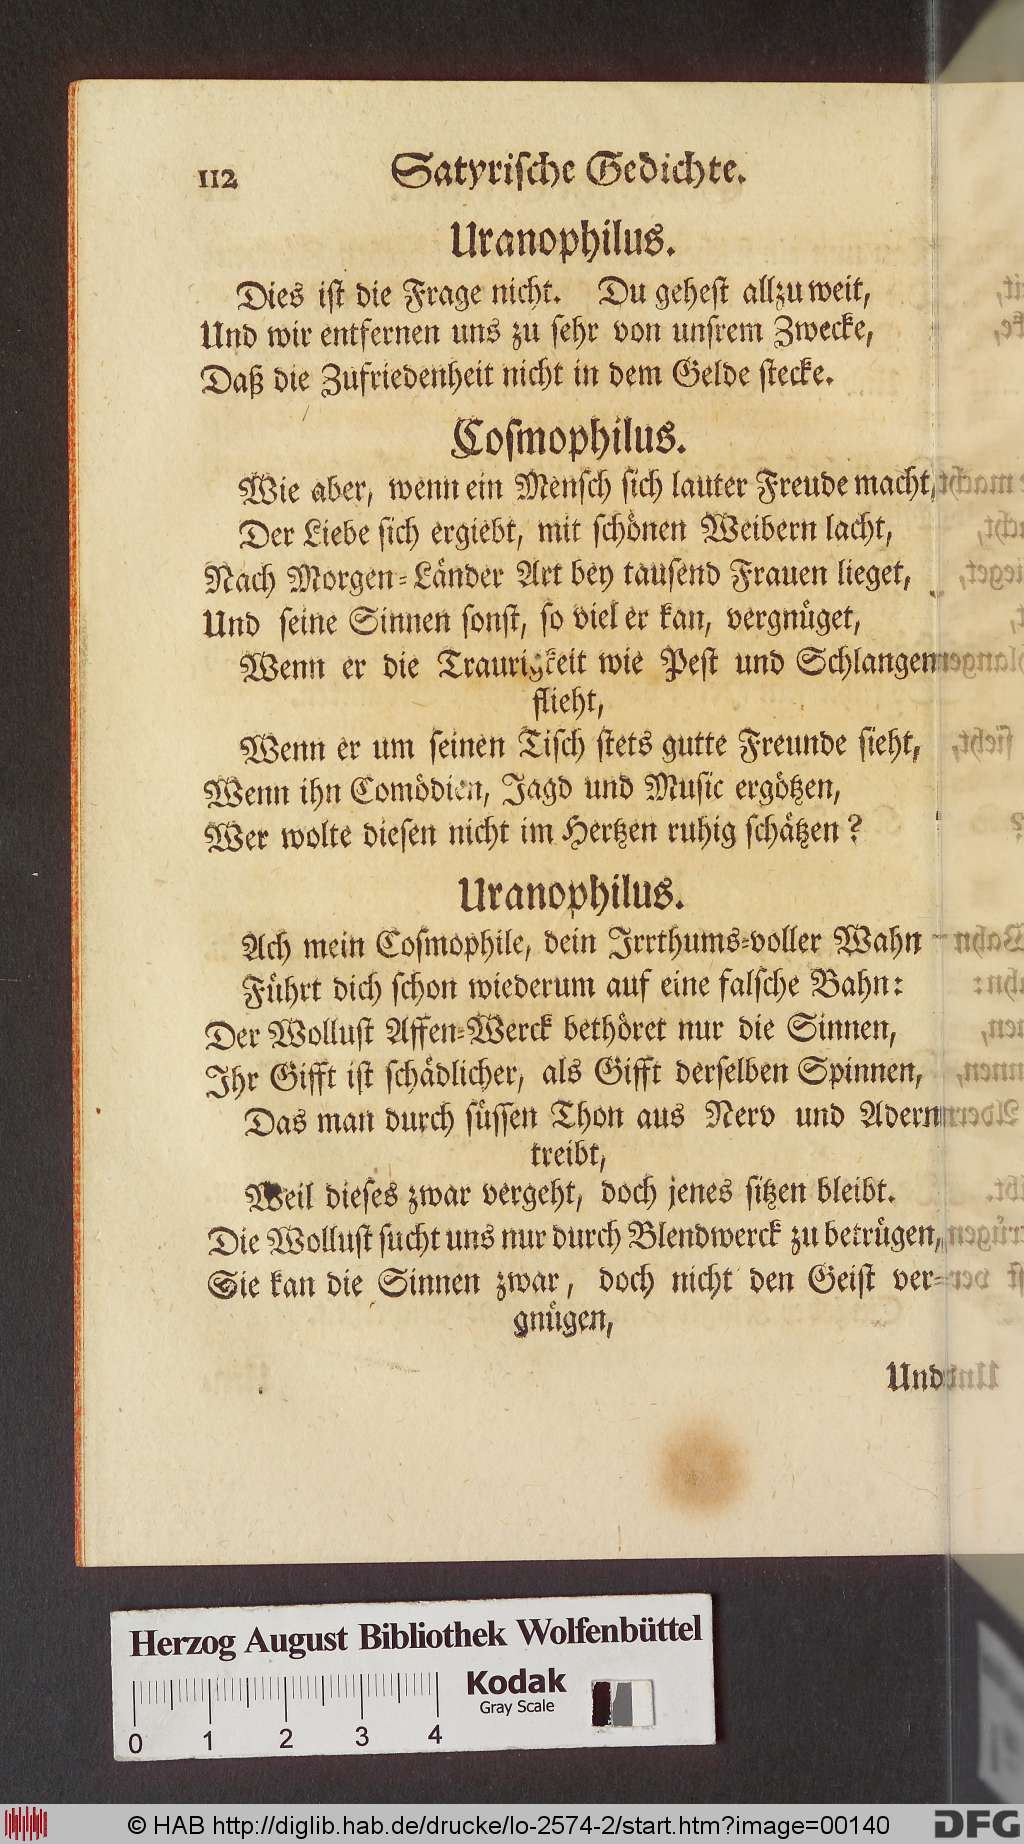 112 Satyrische Gedichte.
Uranophilus.
Dies ist die Frage nicht. Du gehest allzu weit,
Und wir entfernen uns zu sehr von unsrem Zwecke,
Daß die Zufriedenheit nicht in dem Gelde stecke.
Cosmophilus.
Wie aber, wenn ein Mensch sich lauter Freude macht,
Der Liebe sich ergiebt, mit schönen Weibern lacht,
Nach Morgen-Länder Art bey tausend Frauen lieget,
Und seine Sinnen sonst, so viel er kan, vergnüget,
Wenn er die Traurigkeit wie Pest und Schlangen
flieht,
Wenn er um seinen Tisch stets gutte Freunde sieht,
Wenn ihn Comödien, Jagd und Music ergötzen,
Wer wolte diesen nicht im Hertzen ruhig schätzen?
Uranophilus.
Ach mein Cosmophile, dein Irrthums-voller Wahn
Führt dich schon wiederum auf eine falsche Bahn:
Der Wollust Affen-Werck bethöret nur die Sinnen,
Ihr Gifft ist schädlicher, als Gifft derselben Spinnen,
Das man durch süssen Thon aus Nerv und Adern
treibt,
Weil dieses zwar vergeht, doch jenes sitzen bleibt.
Die Wollust sucht uns nur durch Blendwerck zu betrügen,
Sie kan die Sinnen zwar, doch nicht den Geist ver-
gnügen,
Und
Herzog August Bibliothek Wolfenbüttel
Kodak
Gray Scale
0 1 2 3 4
© HAB http://diglib.hab.de/drucke/lo-2574-2/start.htm?image=00140
DFG